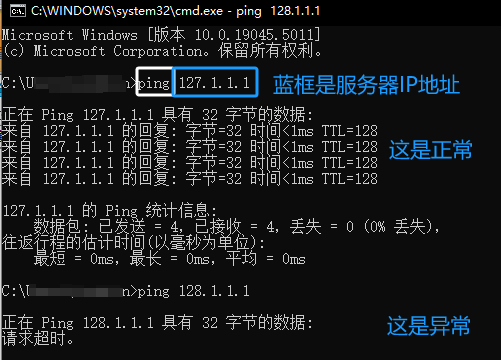 C:\WINDOWS\system32\cmd.exe - ping  128.1.1.1
Microsoft Windows [版本 10.0.19045.5011]
(c) Microsoft Corporation。保留所有权利。
C:\U n>ping 127.1.1.1 蓝框是服务器IP地址
正在 Ping 127.1.1.1 具有 32 字节的数据:
来自 127.1.1.1 的回复: 字节=32 时间<1ms TTL=128
来自 127.1.1.1 的回复: 字节=32 时间<1ms TTL=128
来自 127.1.1.1 的回复: 字节=32 时间<1ms TTL=128
来自 127.1.1.1 的回复: 字节=32 时间<1ms TTL=128
这是正常
127.1.1.1 的 Ping 统计信息:
数据包: 已发送 = 4，已接收 = 4，丢失 = 0 (0% 丢失)，
往返行程的估计时间(以毫秒为单位):
最短 = 0ms，最长 = 0ms，平均 = 0ms
C:\U n>ping 128.1.1.1
正在 Ping 128.1.1.1 具有 32 字节的数据:
请求超时。
这是异常